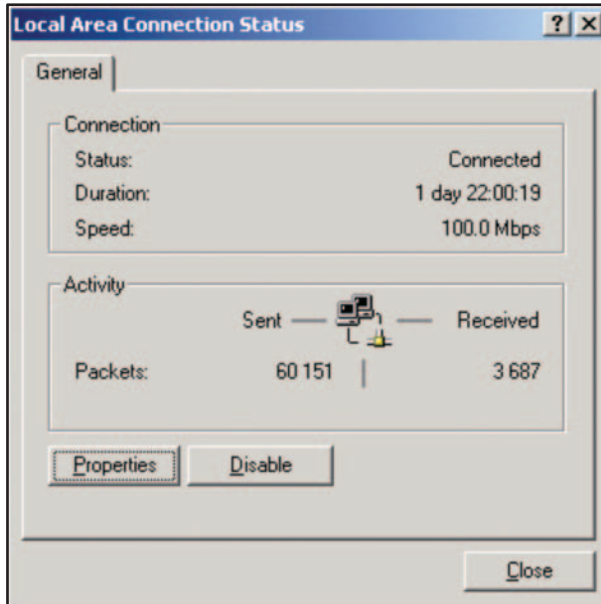 Local Area Connection Status
General
Connection
Status: Connected
Duration: 1 day 22:00:19
Speed: 100.0 Mbps
Activity
Sent Received
Packets: 60 151 3 687
Properties Disable
Close